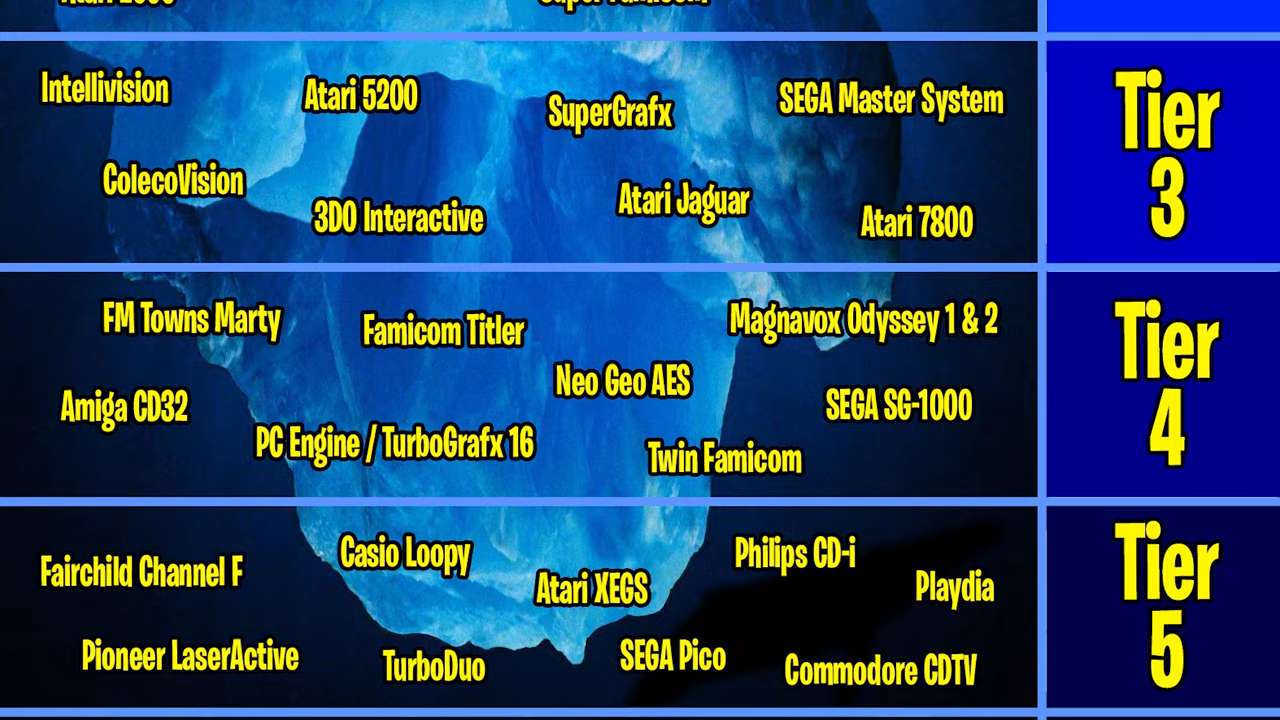 Intellivision
Atari 5200
SuperGrafx
SEGA Master System
ColecoVision
3DO Interactive
Atari Jaguar
Atari 7800
Tier
3
FM Towns Marty
Famicom Titler
Magnavox Odyssey 1 & 2
Neo Geo AES
Amiga CD32
SEGA SG-1000
PC Engine / TurboGrafx 16
Twin Famicom
Tier
4
Fairchild Channel F
Casio Loopy
Philips CD-i
Atari XEGS
Playdia
Pioneer LaserActive
TurboDuo
SEGA Pico
Commodore CDTV
Tier
5